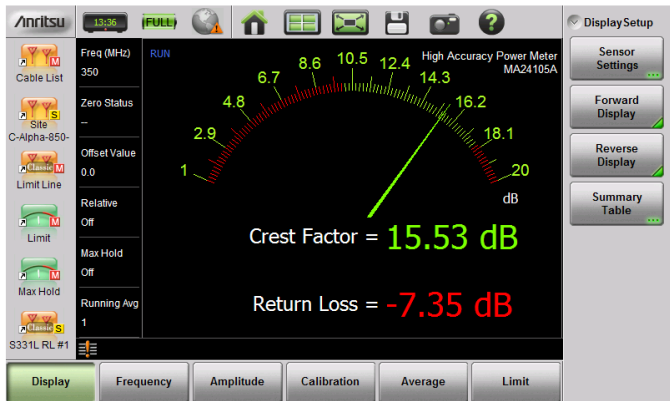 Anritsu
13:36
FULL
?
Display Setup
Cable List
S
Site
C-Alpha-850-
Classic M
Limit Line
M
Limit
M
Max Hold
Classic S
S331L RL #1
Freq (MHz)
350
Zero Status
--
Offset Value
0.0
Relative
Off
Max Hold
Off
Running Avg
1
RUN
High Accuracy Power Meter
MA24105A
1
2.9
4.8
6.7
8.6
10.5
12.4
14.3
16.2
18.1
20
dB
Crest Factor = 15.53 dB
Return Loss = -7.35 dB
Sensor
Settings
Forward
Display
Reverse
Display
Summary
Table
Display
Frequency
Amplitude
Calibration
Average
Limit